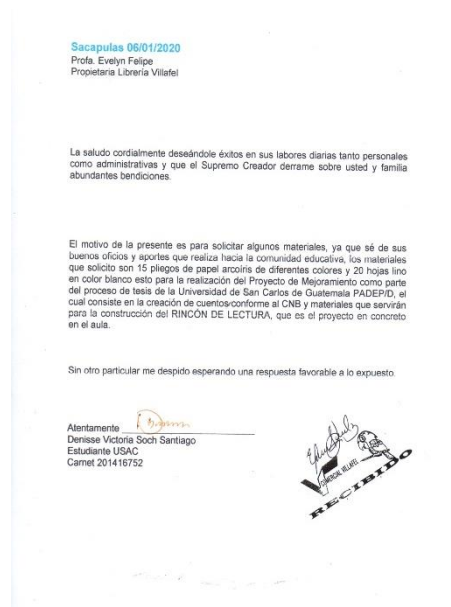 Sacapulas 06/01/2020
Profa. Evelyn Felipe
Propietaria Librería Villafel
La saludo cordialmente deseándole éxitos en sus labores diarias tanto personales
como administrativas y que el Supremo Creador derrame sobre usted y familia
abundantes bendiciones.
El motivo de la presente es para solicitar algunos materiales, ya que sé de sus
buenos oficios y aportes que realiza hacia la comunidad educativa, los materiales
que solicito son 15 pliegos de papel arcoíris de diferentes colores y 20 hojas lino
en color blanco esto para la realización del Proyecto de Mejoramiento como parte
del proceso de tesis de la Universidad de San Carlos de Guatemala PADEP/D, el
cual consiste en la creación de cuentos conforme al CNB y materiales que servirán
para la construcción del RINCÓN DE LECTURA, que es el proyecto en concreto
en el aula.
Sin otro particular me despido esperando una respuesta favorable a lo expuesto.
Atentamente
Denisse Victoria Soch Santiago
Estudiante USAC
Carnet 201416752
COMERCIAL VILLAFEL
RECIBIDO